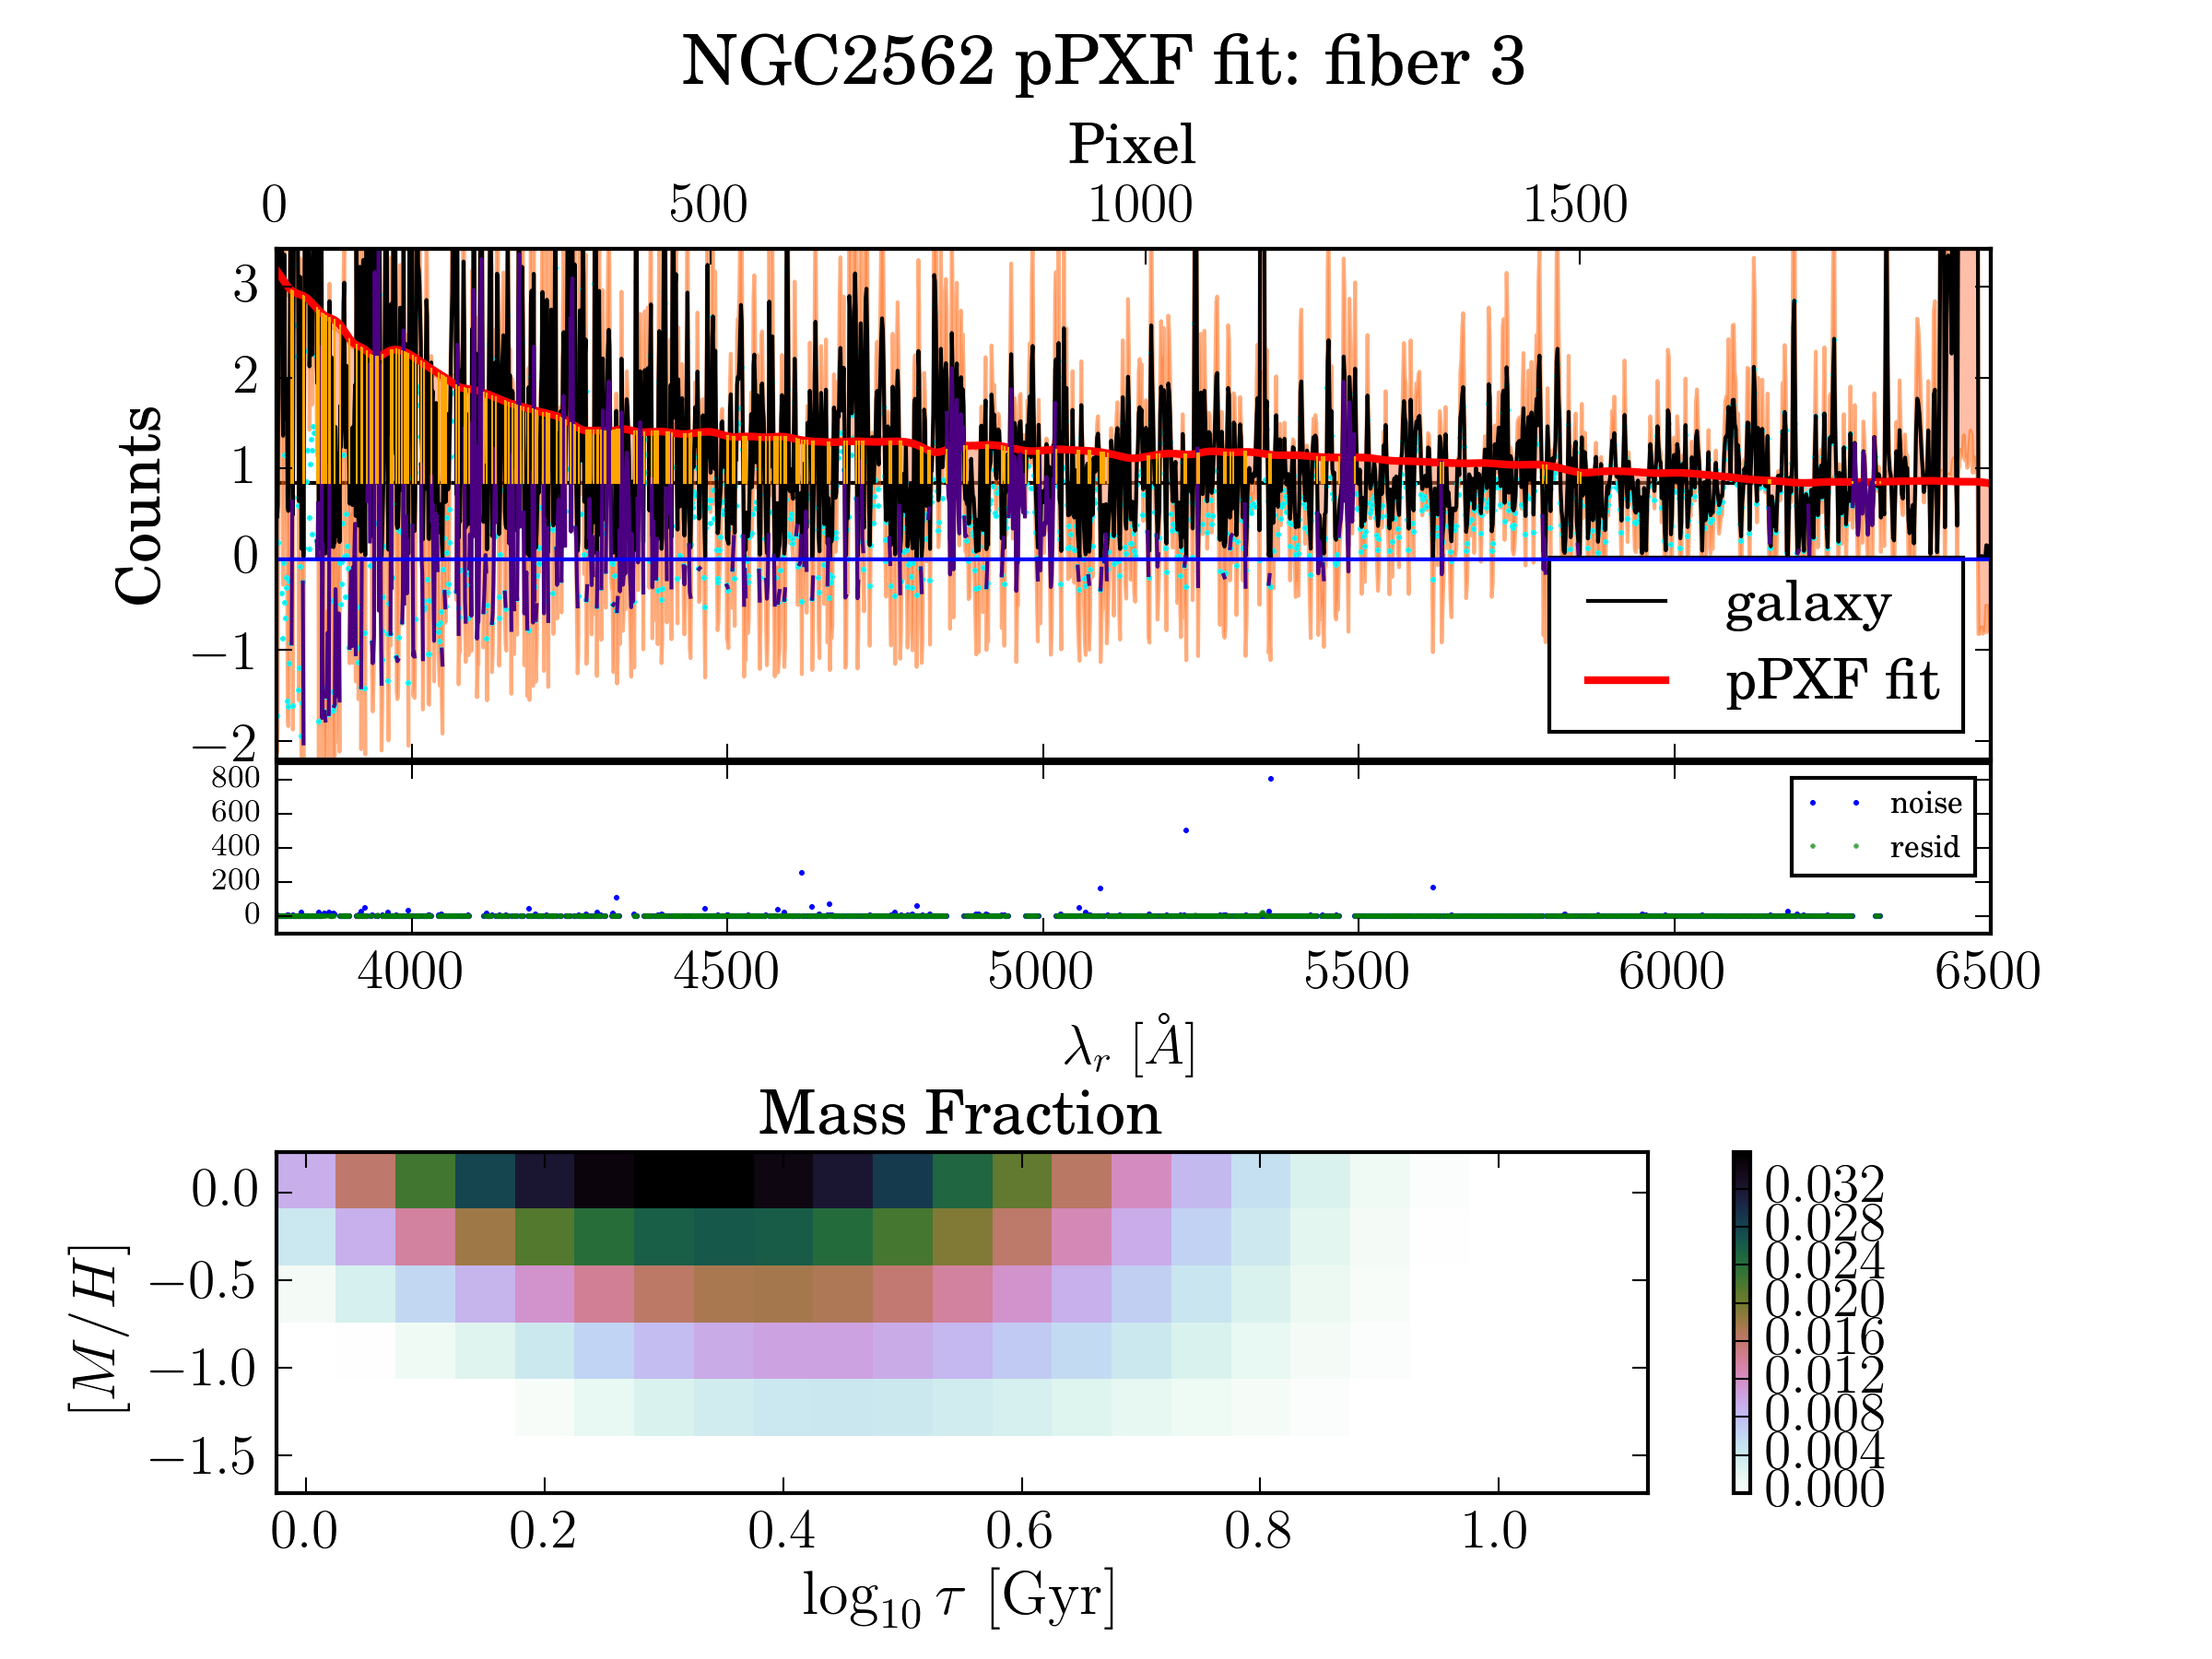 NGC2562 pPXF fit: fiber 3
Pixel
0 500 1000 1500
Counts
3
2
1
0
−1
−2
galaxy
pPXF fit
800
600
400
200
0
noise
resid
4000 4500 5000 5500 6000 6500
λr [Å]
Mass Fraction
[M/H]
0.0
−0.5
−1.0
−1.5
0.0 0.2 0.4 0.6 0.8 1.0
log10 τ [Gyr]
0.032
0.028
0.024
0.020
0.016
0.012
0.008
0.004
0.000